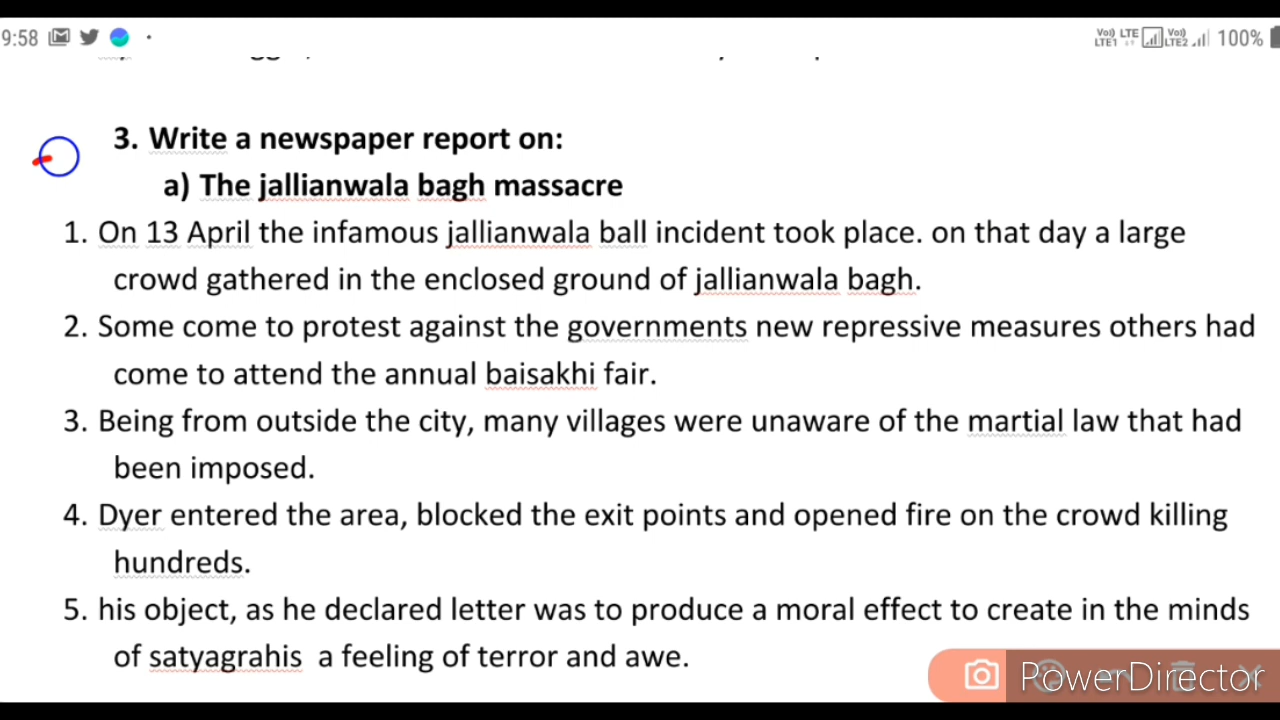 9:58
Vo) LTE Vo)
LTE1 LTE2 100%
3. Write a newspaper report on:
a) The jallianwala bagh massacre
1. On 13 April the infamous jallianwala ball incident took place. on that day a large
crowd gathered in the enclosed ground of jallianwala bagh.
2. Some come to protest against the governments new repressive measures others had
come to attend the annual baisakhi fair.
3. Being from outside the city, many villages were unaware of the martial law that had
been imposed.
4. Dyer entered the area, blocked the exit points and opened fire on the crowd killing
hundreds.
5. his object, as he declared letter was to produce a moral effect to create in the minds
of satyagrahis a feeling of terror and awe.
PowerDirector